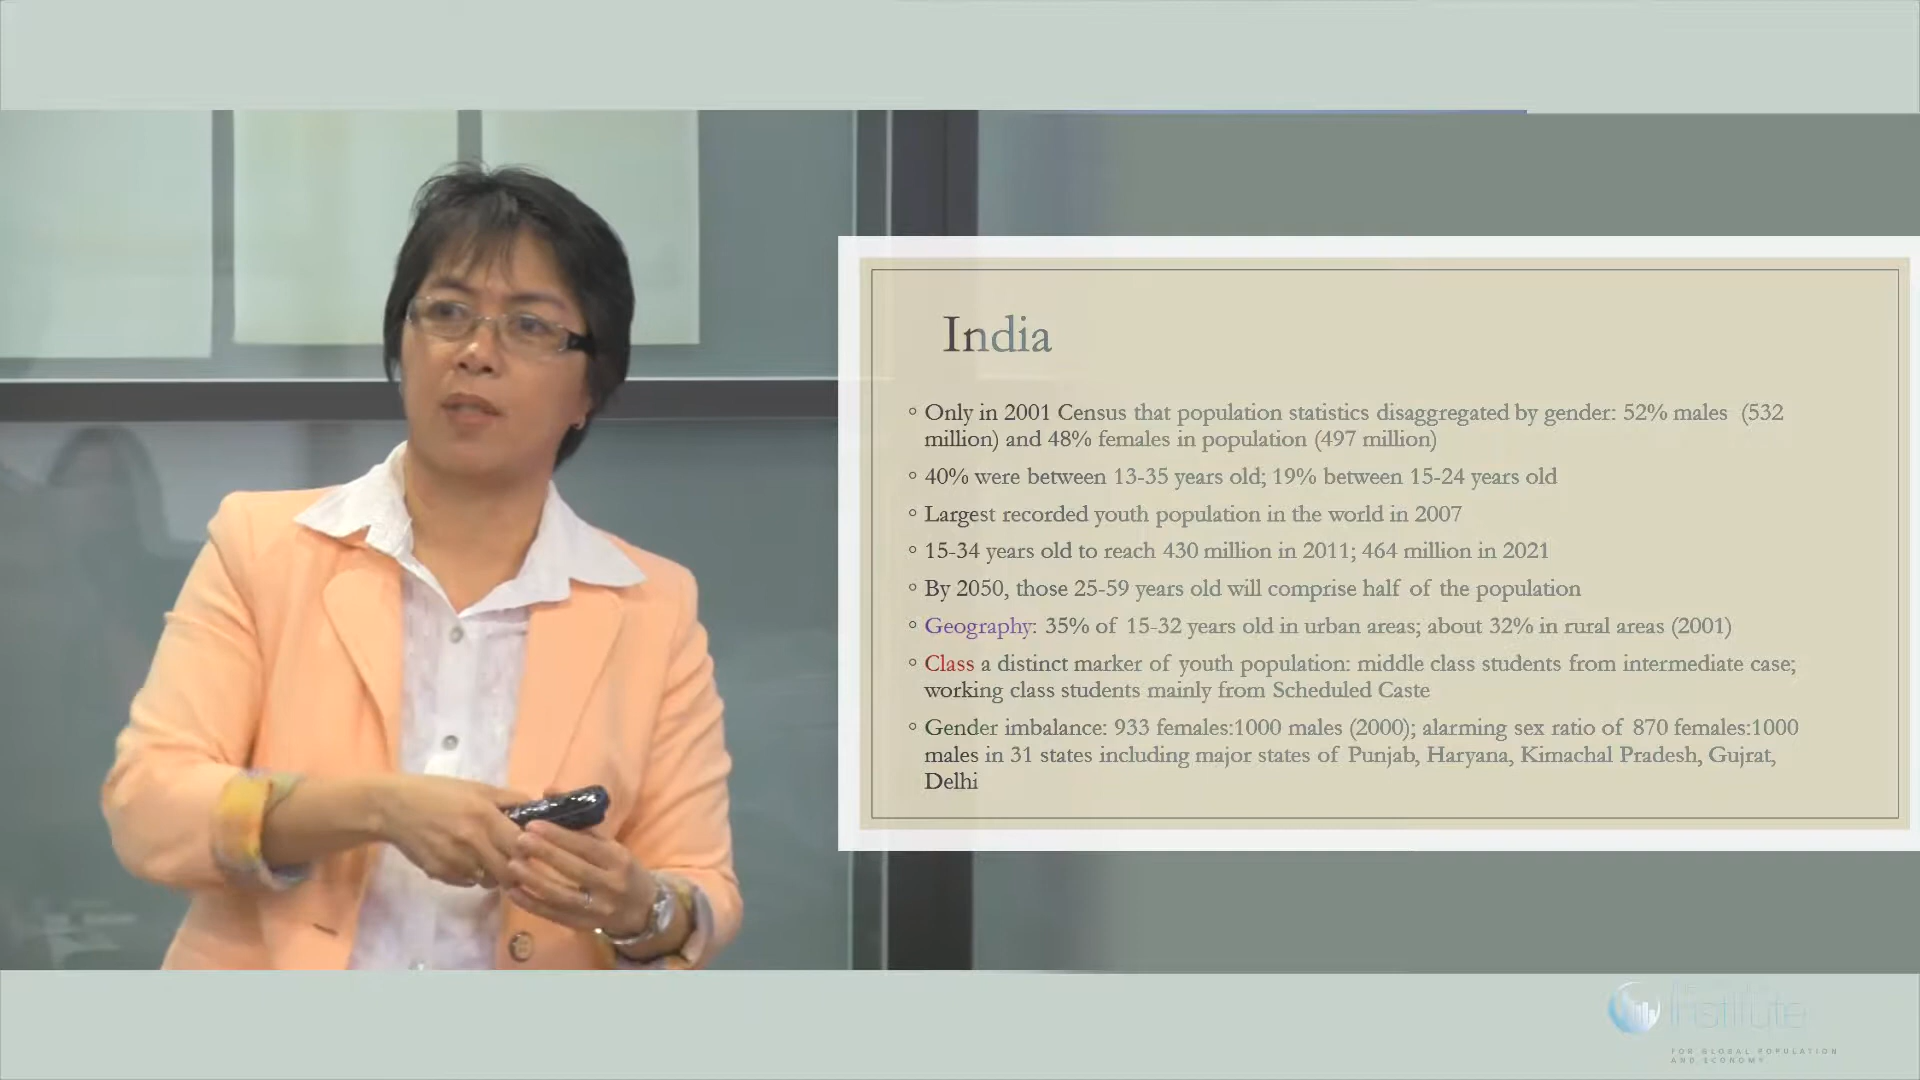 India
° Only in 2001 Census that population statistics disaggregated by gender: 52% males (532
million) and 48% females in population (497 million)
° 40% were between 13-35 years old; 19% between 15-24 years old
° Largest recorded youth population in the world in 2007
° 15-34 years old to reach 430 million in 2011; 464 million in 2021
° By 2050, those 25-59 years old will comprise half of the population
° Geography: 35% of 15-32 years old in urban areas; about 32% in rural areas (2001)
° Class a distinct marker of youth population: middle class students from intermediate case;
working class students mainly from Scheduled Caste
° Gender imbalance: 933 females:1000 males (2000); alarming sex ratio of 870 females:1000
males in 31 states including major states of Punjab, Haryana, Kimachal Pradesh, Gujrat,
Delhi
Institute
FOR GLOBAL POPULATION
AND ECONOMY